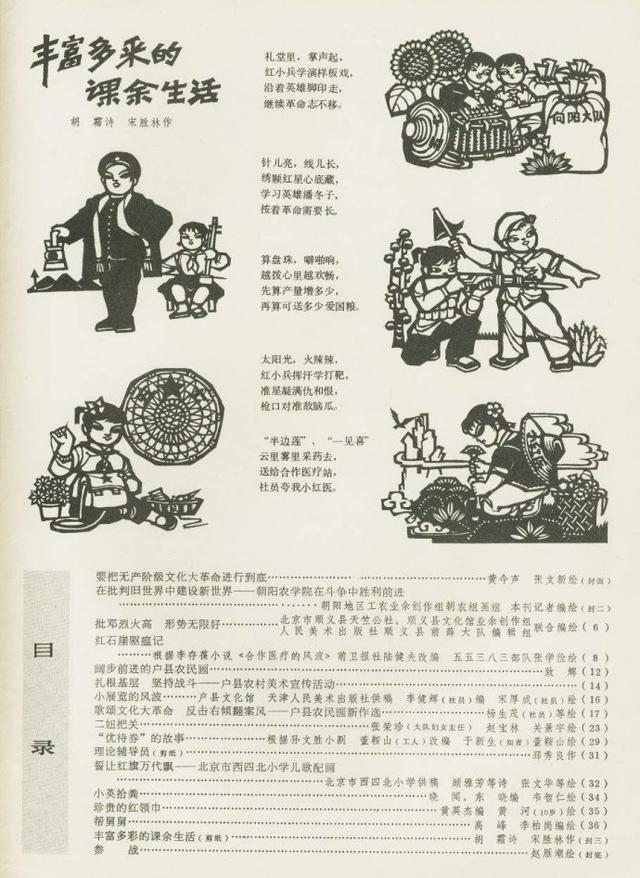 丰富多采的
课余生活
胡　霜诗　宋胜林作
礼堂里，掌声起，
红小兵学演样板戏，
沿着英雄脚印走，
继续革命志不移。
针儿亮，线儿长，
绣颗红星心底藏，
学习英雄潘冬子，
按着革命需要长。
算盘珠，噼啪响，
越拨心里越欢畅，
先算产量增多少，
再算可送多少爱国粮。
太阳光，火辣辣，
红小兵挥汗学打靶，
准星凝满仇和恨，
枪口对准敌脑瓜。
“半边莲”、“一见喜”
云里雾里采药去，
送给合作医疗站，
社员夸我小红医。
向阳大队
目录
要把无产阶级文化大革命进行到底……黄今声　张文新绘（封面）
在批判旧世界中建设新世界——朝阳农学院在斗争中胜利前进
……朝阳地区工农业余创作组朝农组画组　本刊记者编绘（封二）
批邓烈火高　形势无限好……北京市顺义县天竺公社、顺义县文化馆业余创作组
人民美术出版社顺义县前薛大队编辑组　联合编绘（6）
红石崖驱瘟记
……根据李存葆小说《合作医疗的风波》前卫报社陆健夫改编　五五三八三部队张学俭绘（8）
阔步前进的户县农民画……致　辉（12）
扎根基层　坚持战斗——户县农村美术宣传活动……（14）
小展览的风波……户县文化馆　天津人民美术出版社供稿　李健辉（社员）编　宋厚成（社员）绘（16）
歌颂文化大革命　反击右倾翻案风——户县农民画新作选……杨生茂（社员）等绘（17）
二妞把关……张荣珍（大队妇女主任）　赵宝林　关景宇绘（23）
“优待券”的故事……根据孙文胜小剧　董鞍山（工人）改编　于新生（知青）董鞍山绘（29）
理论辅导员（剪纸）……邵秀良作（31）
誓让红旗万代飘——北京市西四北小学儿歌配画
……北京市西四北小学供稿　顾雅芳等诗　张文华等绘（32）
小英拾粪……晓　闻、东　晓编　韦智仁绘（34）
珍贵的红领巾……黄英杰编　黄　河（10岁）绘（35）
帮舅舅……高　峰　李柏岗编绘（36）
丰富多彩的课余生活（剪纸）……胡　霜诗　宋胜林作（封三）
参　战……赵雁潮绘（封底）